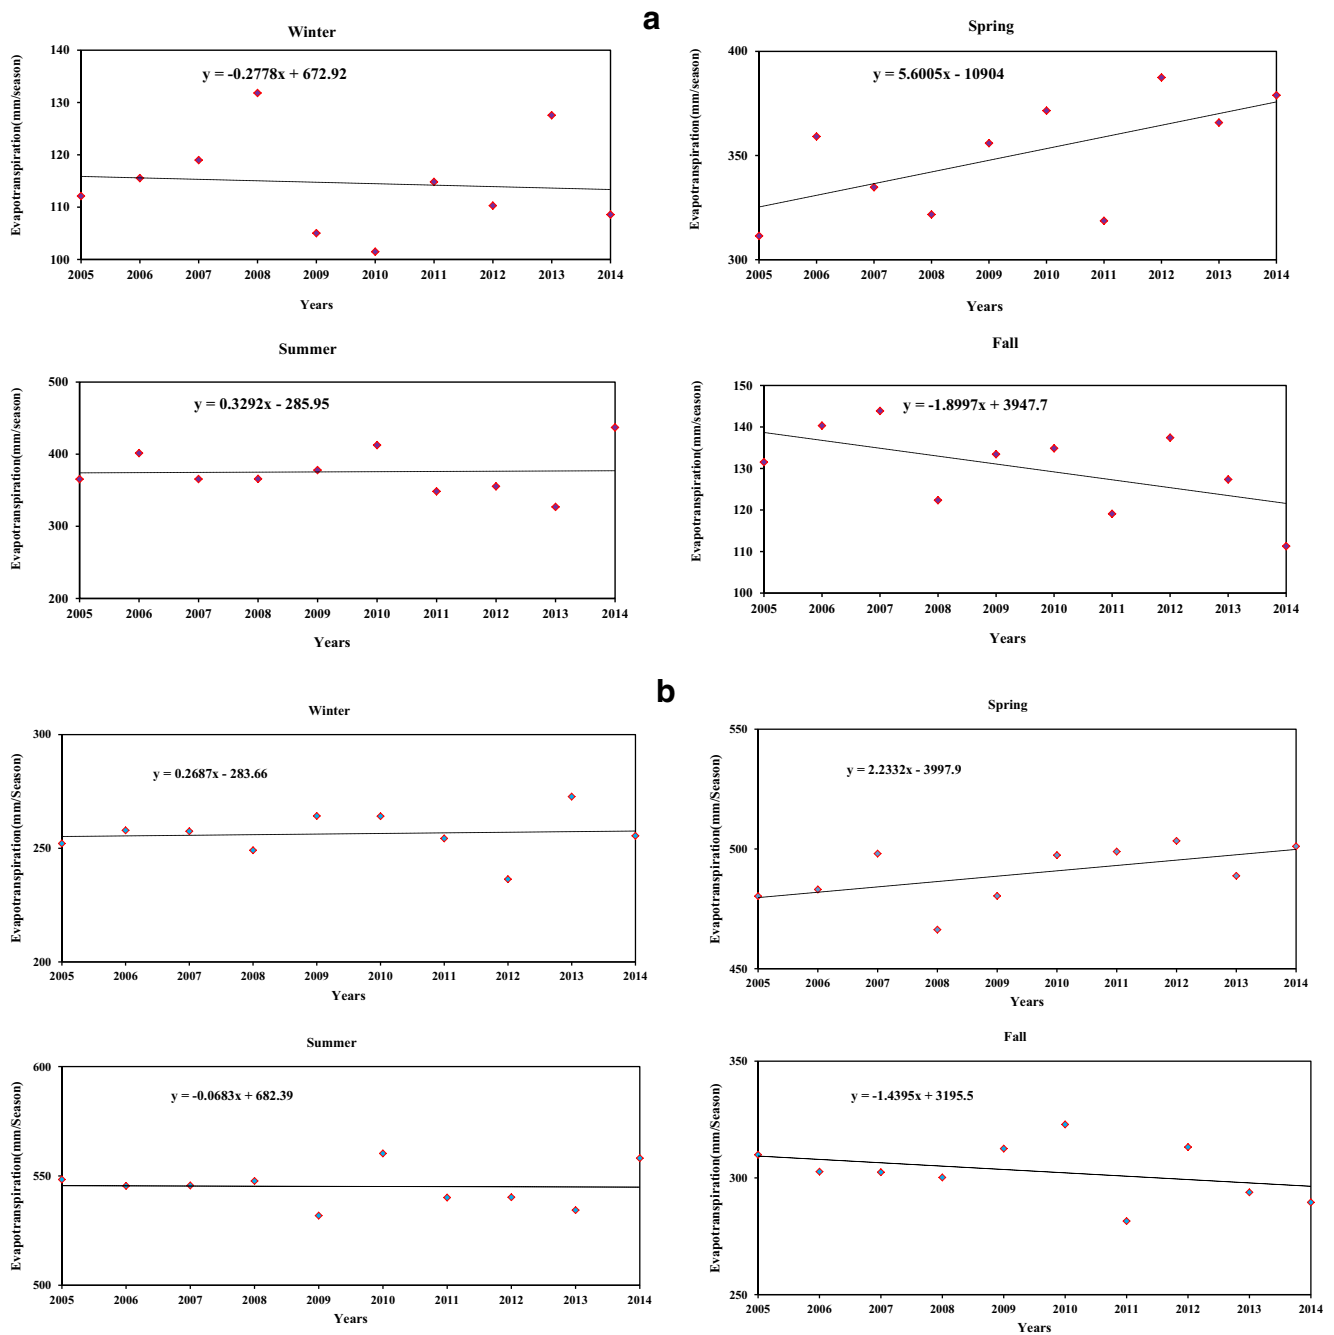 a
Winter
Evapotranspiration(mm/season)
140
130
120
110
100
y = -0.2778x + 672.92
2005 2006 2007 2008 2009 2010 2011 2012 2013 2014
Years
Spring
Evapotranspiration(mm/season)
400
350
300
y = 5.6005x - 10904
2005 2006 2007 2008 2009 2010 2011 2012 2013 2014
Years
Summer
Evapotranspiration(mm/season)
500
400
300
200
y = 0.3292x - 285.95
2005 2006 2007 2008 2009 2010 2011 2012 2013 2014
Years
Fall
Evapotranspiration(mm/season)
150
140
130
120
110
100
y = -1.8997x + 3947.7
2005 2006 2007 2008 2009 2010 2011 2012 2013 2014
Years
b
Winter
Evapotranspiration(mm/Season)
300
250
200
y = 0.2687x - 283.66
2005 2006 2007 2008 2009 2010 2011 2012 2013 2014
Years
Spring
Evapotranspiration(mm/Season)
550
500
450
y = 2.2332x - 3997.9
2005 2006 2007 2008 2009 2010 2011 2012 2013 2014
Years
Summer
Evapotranspiration(mm/Season)
600
550
500
y = -0.0683x + 682.39
2005 2006 2007 2008 2009 2010 2011 2012 2013 2014
Years
Fall
Evapotranspiration(mm/Season)
350
300
250
y = -1.4395x + 3195.5
2005 2006 2007 2008 2009 2010 2011 2012 2013 2014
Years